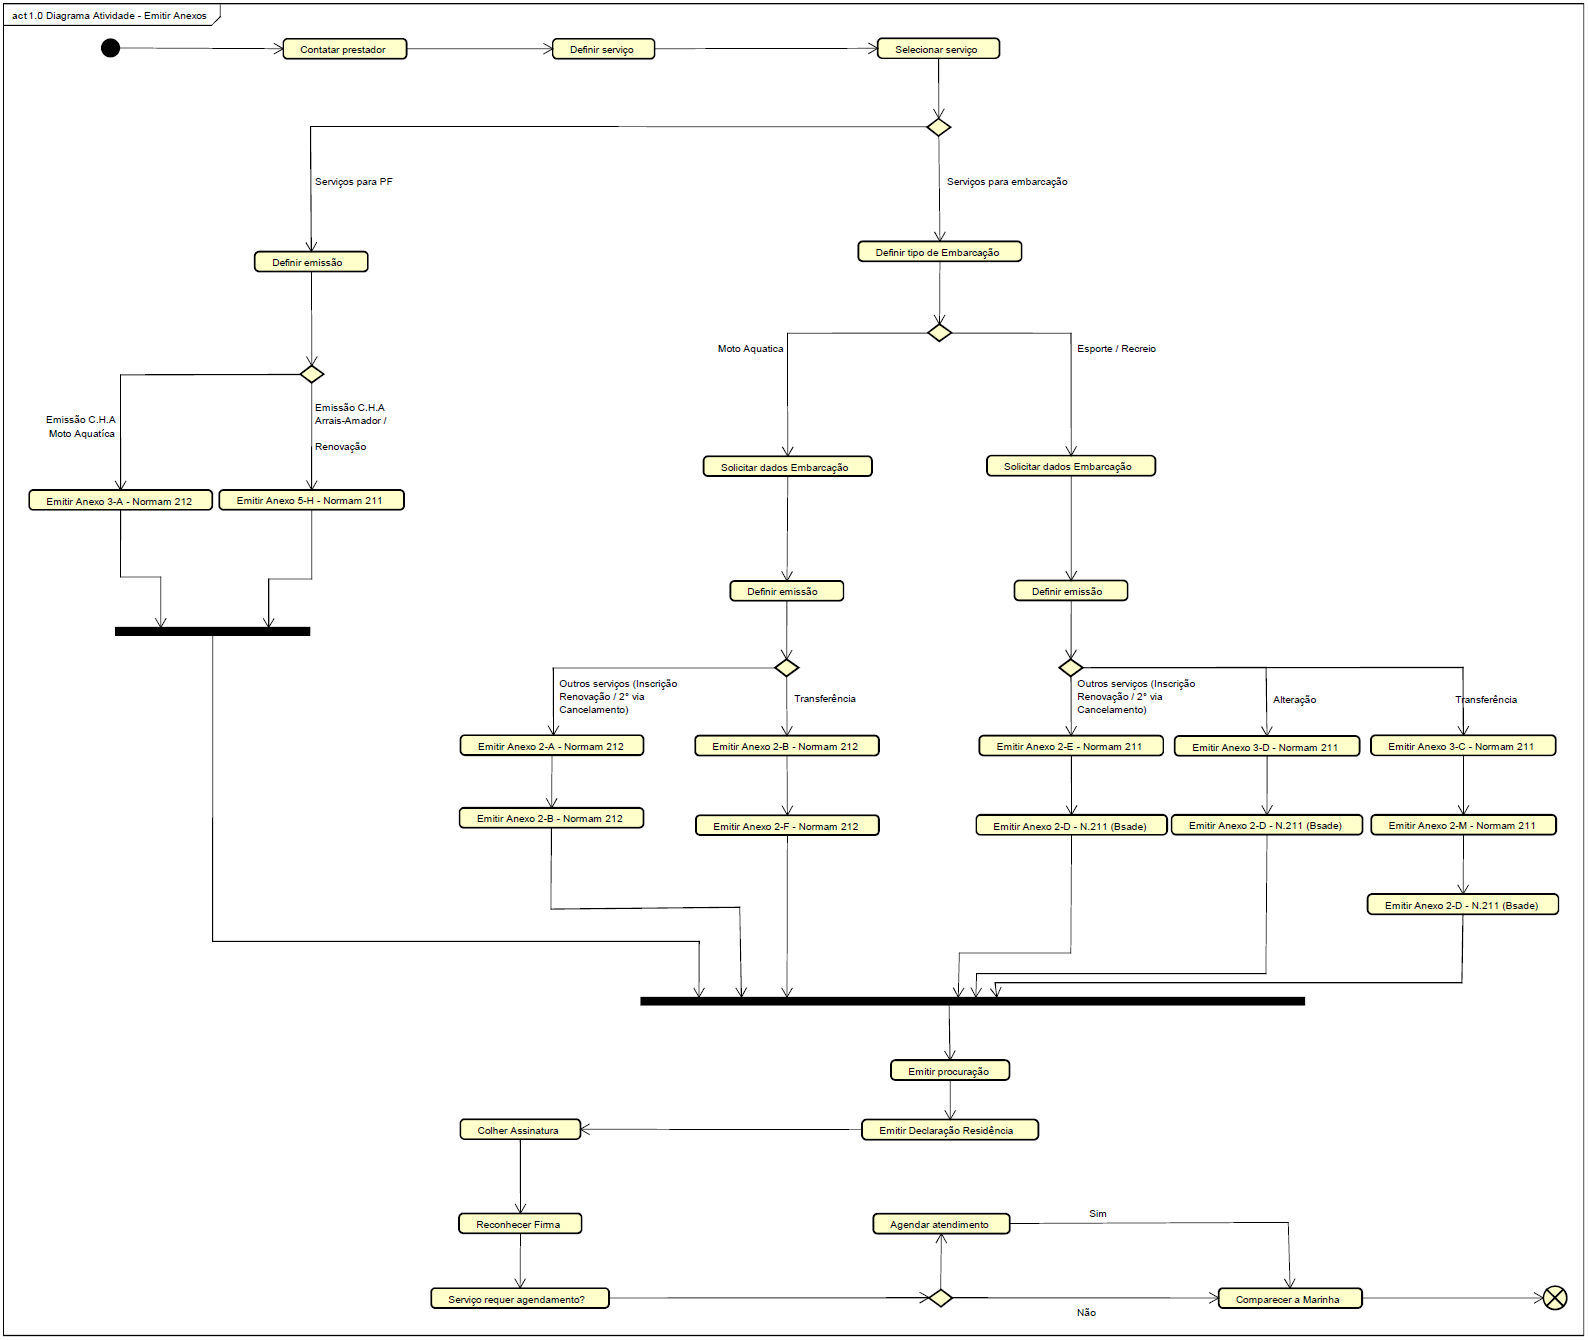 act 1.0 Diagrama Atividade - Emitir Anexos
Contatar prestador
Definir serviço
Selecionar serviço
Serviços para PF
Serviços para embarcação
Definir emissão
Definir tipo de Embarcação
Moto Aquatica
Esporte / Recreio
Emissão C.H.A
Moto Aquatíca
Emissão C.H.A
Arrais-Amador /
Renovação
Solicitar dados Embarcação
Solicitar dados Embarcação
Emitir Anexo 3-A - Normam 212
Emitir Anexo 5-H - Normam 211
Definir emissão
Definir emissão
Outros serviços (Inscrição
Renovação / 2° via
Cancelamento)
Transferência
Outros serviços (Inscrição
Renovação / 2° via
Cancelamento)
Alteração
Transferência
Emitir Anexo 2-A - Normam 212
Emitir Anexo 2-B - Normam 212
Emitir Anexo 2-E - Normam 211
Emitir Anexo 3-D - Normam 211
Emitir Anexo 3-C - Normam 211
Emitir Anexo 2-B - Normam 212
Emitir Anexo 2-F - Normam 212
Emitir Anexo 2-D - N.211 (Bsade)
Emitir Anexo 2-D - N.211 (Bsade)
Emitir Anexo 2-M - Normam 211
Emitir Anexo 2-D - N.211 (Bsade)
Emitir procuração
Colher Assinatura
Emitir Declaração Residência
Reconhecer Firma
Agendar atendimento
Sim
Serviço requer agendamento?
Não
Comparecer a Marinha